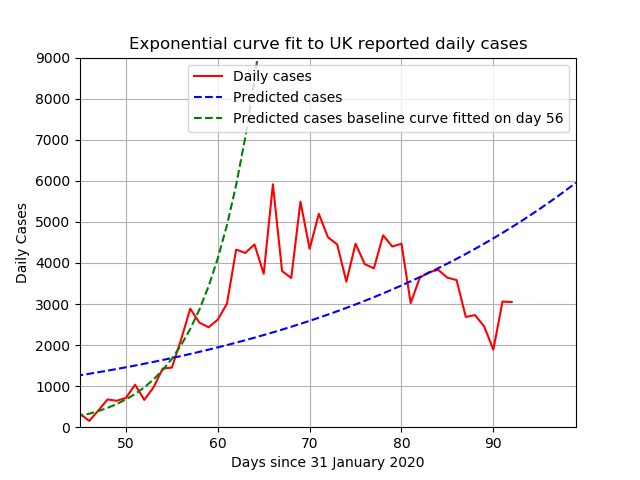 Exponential curve fit to UK reported daily cases
Daily cases
Predicted cases
Predicted cases baseline curve fitted on day 56
Daily Cases
9000
8000
7000
6000
5000
4000
3000
2000
1000
0
50 60 70 80 90
Days since 31 January 2020